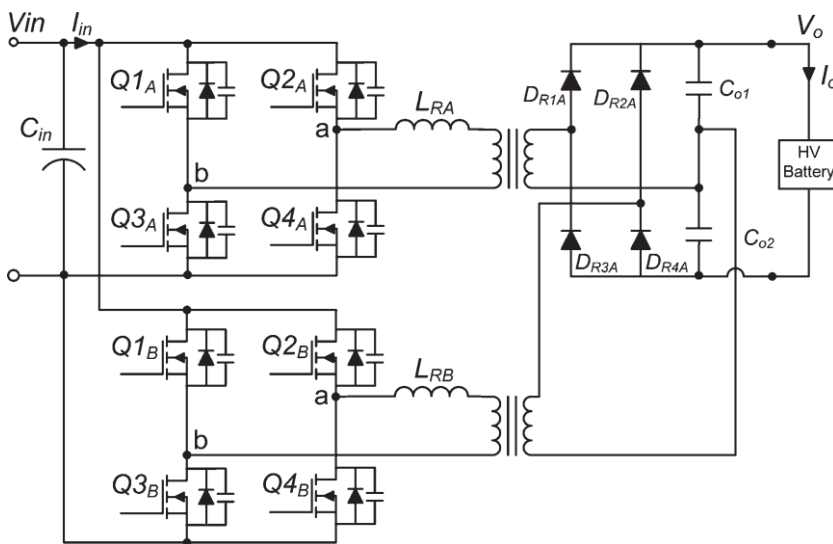 Vin
Iin
Cin
Q1A
Q2A
a
b
Q3A
Q4A
LRA
DR1A
DR2A
DR3A
DR4A
Vo
Io
Co1
HV
Battery
Co2
Q1B
Q2B
a
b
Q3B
Q4B
LRB